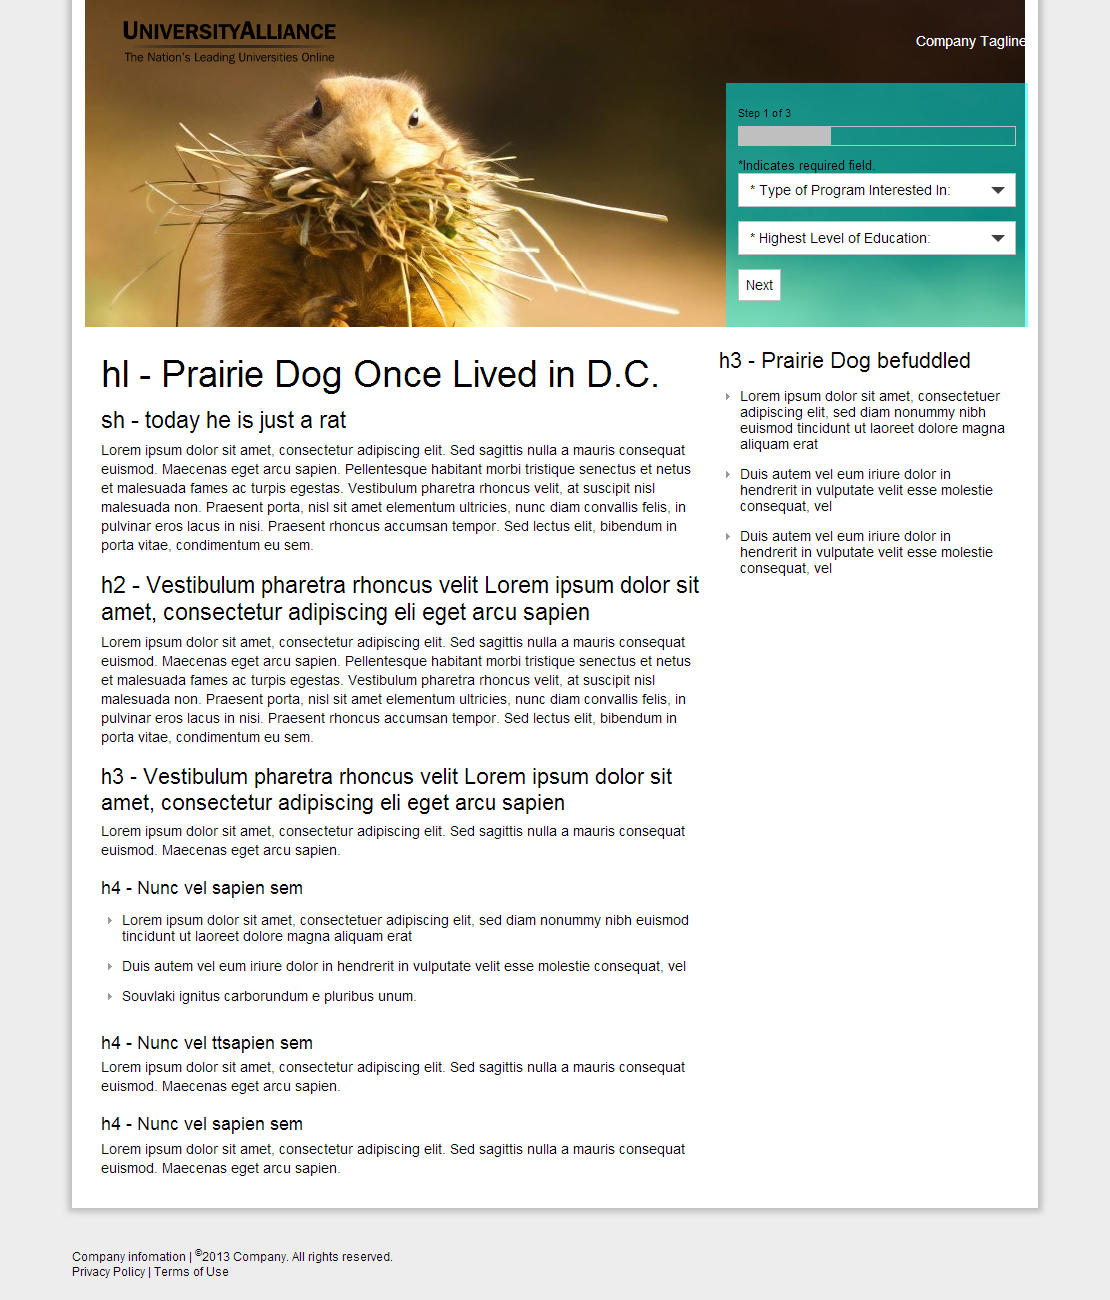 UNIVERSITYALLIANCE
The Nation's Leading Universities Online
Company Tagline
Step 1 of 3
*Indicates required field.
* Type of Program Interested In:
* Highest Level of Education:
Next
hl - Prairie Dog Once Lived in D.C.
sh - today he is just a rat
Lorem ipsum dolor sit amet, consectetur adipiscing elit. Sed sagittis nulla a mauris consequat
euismod. Maecenas eget arcu sapien. Pellentesque habitant morbi tristique senectus et netus
et malesuada fames ac turpis egestas. Vestibulum pharetra rhoncus velit, at suscipit nisl
malesuada non. Praesent porta, nisl sit amet elementum ultricies, nunc diam convallis felis, in
pulvinar eros lacus in nisi. Praesent rhoncus accumsan tempor. Sed lectus elit, bibendum in
porta vitae, condimentum eu sem.
h2 - Vestibulum pharetra rhoncus velit Lorem ipsum dolor sit
amet, consectetur adipiscing eli eget arcu sapien
Lorem ipsum dolor sit amet, consectetur adipiscing elit. Sed sagittis nulla a mauris consequat
euismod. Maecenas eget arcu sapien. Pellentesque habitant morbi tristique senectus et netus
et malesuada fames ac turpis egestas. Vestibulum pharetra rhoncus velit, at suscipit nisl
malesuada non. Praesent porta, nisl sit amet elementum ultricies, nunc diam convallis felis, in
pulvinar eros lacus in nisi. Praesent rhoncus accumsan tempor. Sed lectus elit, bibendum in
porta vitae, condimentum eu sem.
h3 - Vestibulum pharetra rhoncus velit Lorem ipsum dolor sit
amet, consectetur adipiscing eli eget arcu sapien
Lorem ipsum dolor sit amet, consectetur adipiscing elit. Sed sagittis nulla a mauris consequat
euismod. Maecenas eget arcu sapien.
h4 - Nunc vel sapien sem
Lorem ipsum dolor sit amet, consectetuer adipiscing elit, sed diam nonummy nibh euismod
tincidunt ut laoreet dolore magna aliquam erat
Duis autem vel eum iriure dolor in hendrerit in vulputate velit esse molestie consequat, vel
Souvlaki ignitus carborundum e pluribus unum.
h4 - Nunc vel ttsapien sem
Lorem ipsum dolor sit amet, consectetur adipiscing elit. Sed sagittis nulla a mauris consequat
euismod. Maecenas eget arcu sapien.
h4 - Nunc vel sapien sem
Lorem ipsum dolor sit amet, consectetur adipiscing elit. Sed sagittis nulla a mauris consequat
euismod. Maecenas eget arcu sapien.
h3 - Prairie Dog befuddled
Lorem ipsum dolor sit amet, consectetuer
adipiscing elit, sed diam nonummy nibh
euismod tincidunt ut laoreet dolore magna
aliquam erat
Duis autem vel eum iriure dolor in
hendrerit in vulputate velit esse molestie
consequat, vel
Duis autem vel eum iriure dolor in
hendrerit in vulputate velit esse molestie
consequat, vel
Company infomation | ©2013 Company. All rights reserved.
Privacy Policy | Terms of Use